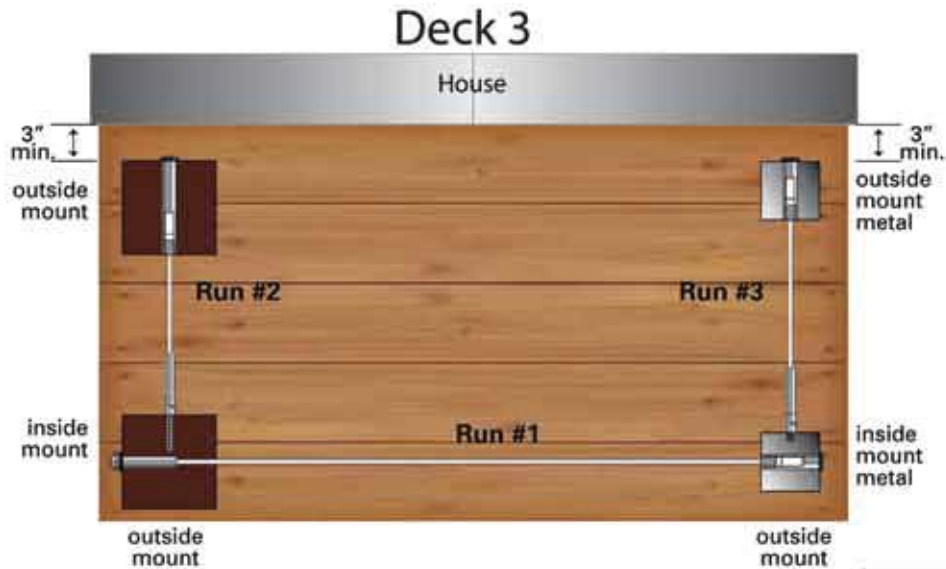 Deck 3
House
3"
min.
3"
min.
outside
mount
outside
mount
metal
Run #2
Run #3
inside
mount
Run #1
inside
mount
metal
outside
mount
outside
mount